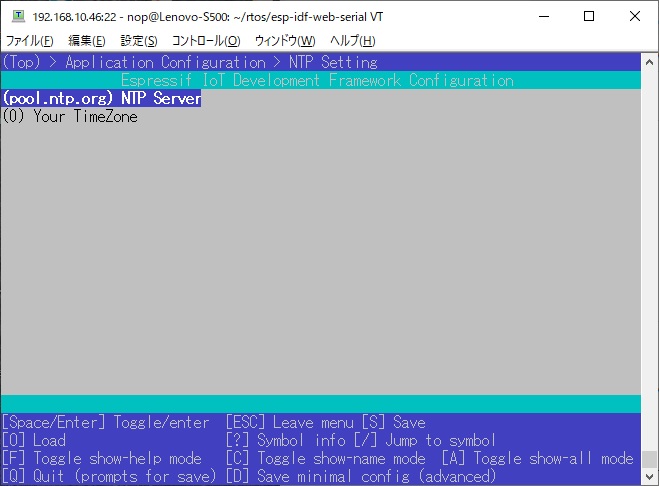 192.168.10.46:22 - nop@Lenovo-S500: ~/rtos/esp-idf-web-serial VT
ファイル(F) 編集(E) 設定(S) コントロール(O) ウィンドウ(W) ヘルプ(H)
(Top) > Application Configuration > NTP Setting
Espressif IoT Development Framework Configuration
(pool.ntp.org) NTP Server
(0) Your TimeZone
[Space/Enter] Toggle/enter [ESC] Leave menu [S] Save
[O] Load [?] Symbol info [/] Jump to symbol
[F] Toggle show-help mode [C] Toggle show-name mode [A] Toggle show-all mode
[Q] Quit (prompts for save) [D] Save minimal config (advanced)